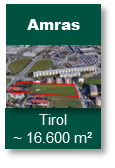 Amras
Tirol
~ 16.600 m²